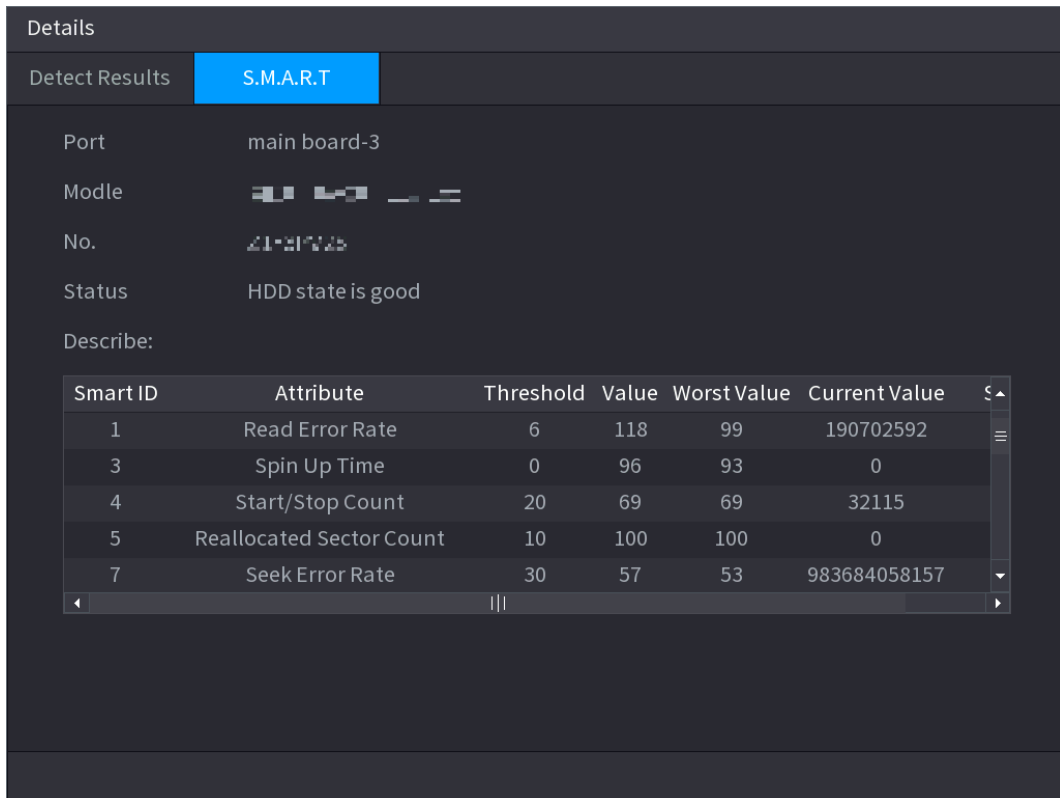 Details
Detect Results S.M.A.R.T
Port main board-3
Modle
No.
Status HDD state is good
Describe:
Smart ID Attribute Threshold Value Worst Value Current Value
1 Read Error Rate 6 118 99 190702592
3 Spin Up Time 0 96 93 0
4 Start/Stop Count 20 69 69 32115
5 Reallocated Sector Count 10 100 100 0
7 Seek Error Rate 30 57 53 983684058157